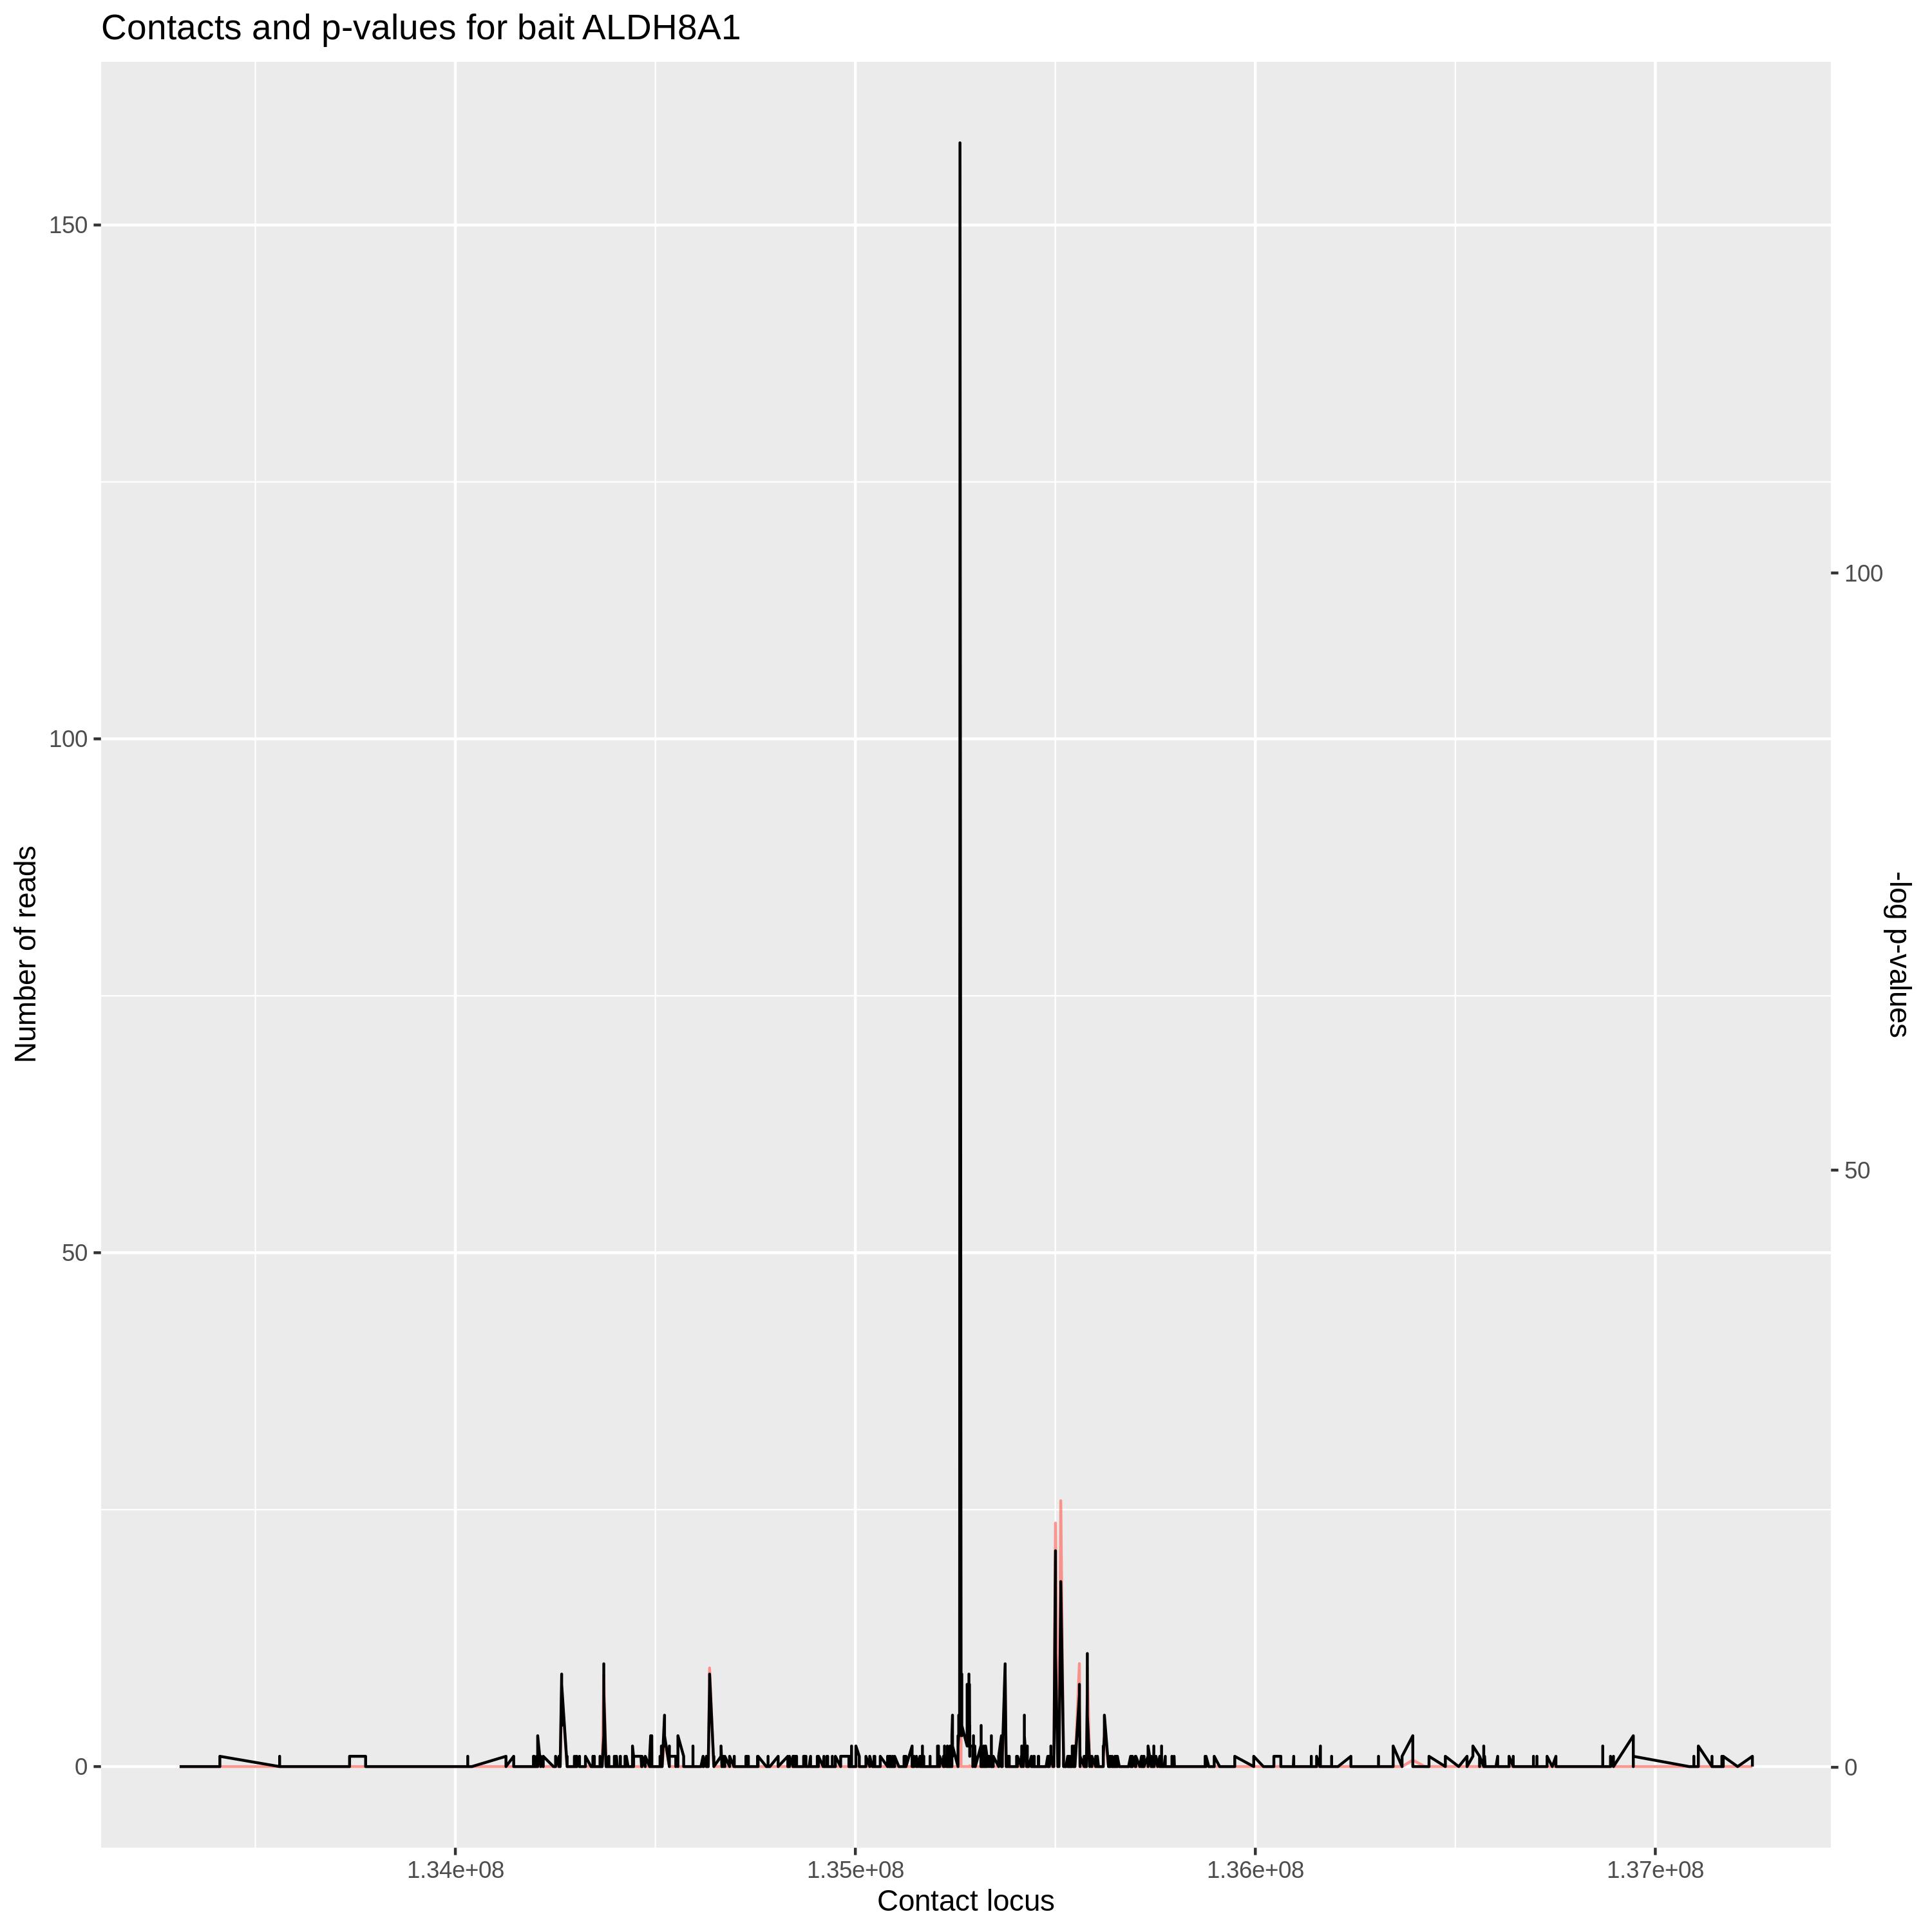 Contacts and p-values for bait ALDH8A1
150
100
50
0
Number of reads
100
50
0
-log p-values
1.34e+08
1.35e+08
1.36e+08
1.37e+08
Contact locus